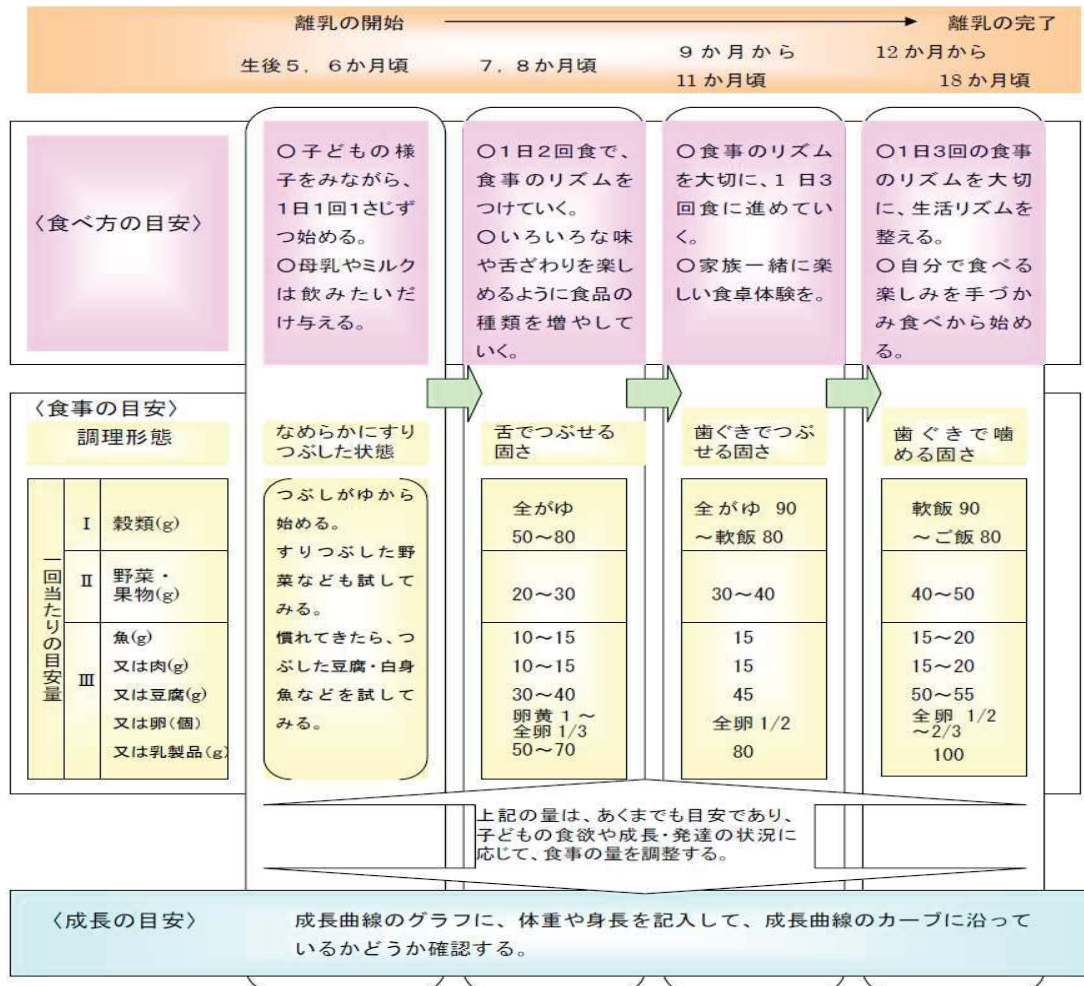 離乳の開始
離乳の完了
生後5，6か月頃
7，8か月頃
9か月から
11か月頃
12か月から
18か月頃
〈食べ方の目安〉
○子どもの様
子をみながら、
1日1回1さじず
つ始める。
○母乳やミルク
は飲みたいだ
け与える。
○1日2回食で、
食事のリズムを
つけていく。
○いろいろな味
や舌ざわりを楽し
めるように食品の
種類を増やして
いく。
○食事のリズム
を大切に、1日3
回食に進めてい
く。
○家族一緒に楽
しい食卓体験を。
○1日3回の食事
のリズムを大切
に、生活リズムを
整える。
○自分で食べる
楽しみを手づか
み食べから始め
る。
〈食事の目安〉
調理形態
なめらかにすり
つぶした状態
舌でつぶせる
固さ
歯ぐきでつぶ
せる固さ
歯ぐきで噛
める固さ
一回当たりの目安量
Ⅰ
穀類(g)
つぶしがゆから
始める。
すりつぶした野
菜なども試して
みる。
慣れてきたら、つ
ぶした豆腐・白身
魚などを試して
みる。
全がゆ
50～80
全がゆ 90
～軟飯 80
軟飯 90
～ご飯 80
Ⅱ
野菜・
果物(g)
20～30
30～40
40～50
Ⅲ
魚(g)
10～15
15
15～20
又は肉(g)
10～15
15
15～20
又は豆腐(g)
30～40
45
50～55
又は卵(個)
卵黄 1～
全卵 1/3
全卵 1/2
全卵 1/2
～2/3
又は乳製品(g)
50～70
80
100
上記の量は、あくまでも目安であり、
子どもの食欲や成長・発達の状況に
応じて、食事の量を調整する。
〈成長の目安〉
成長曲線のグラフに、体重や身長を記入して、成長曲線のカーブに沿って
いるかどうか確認する。